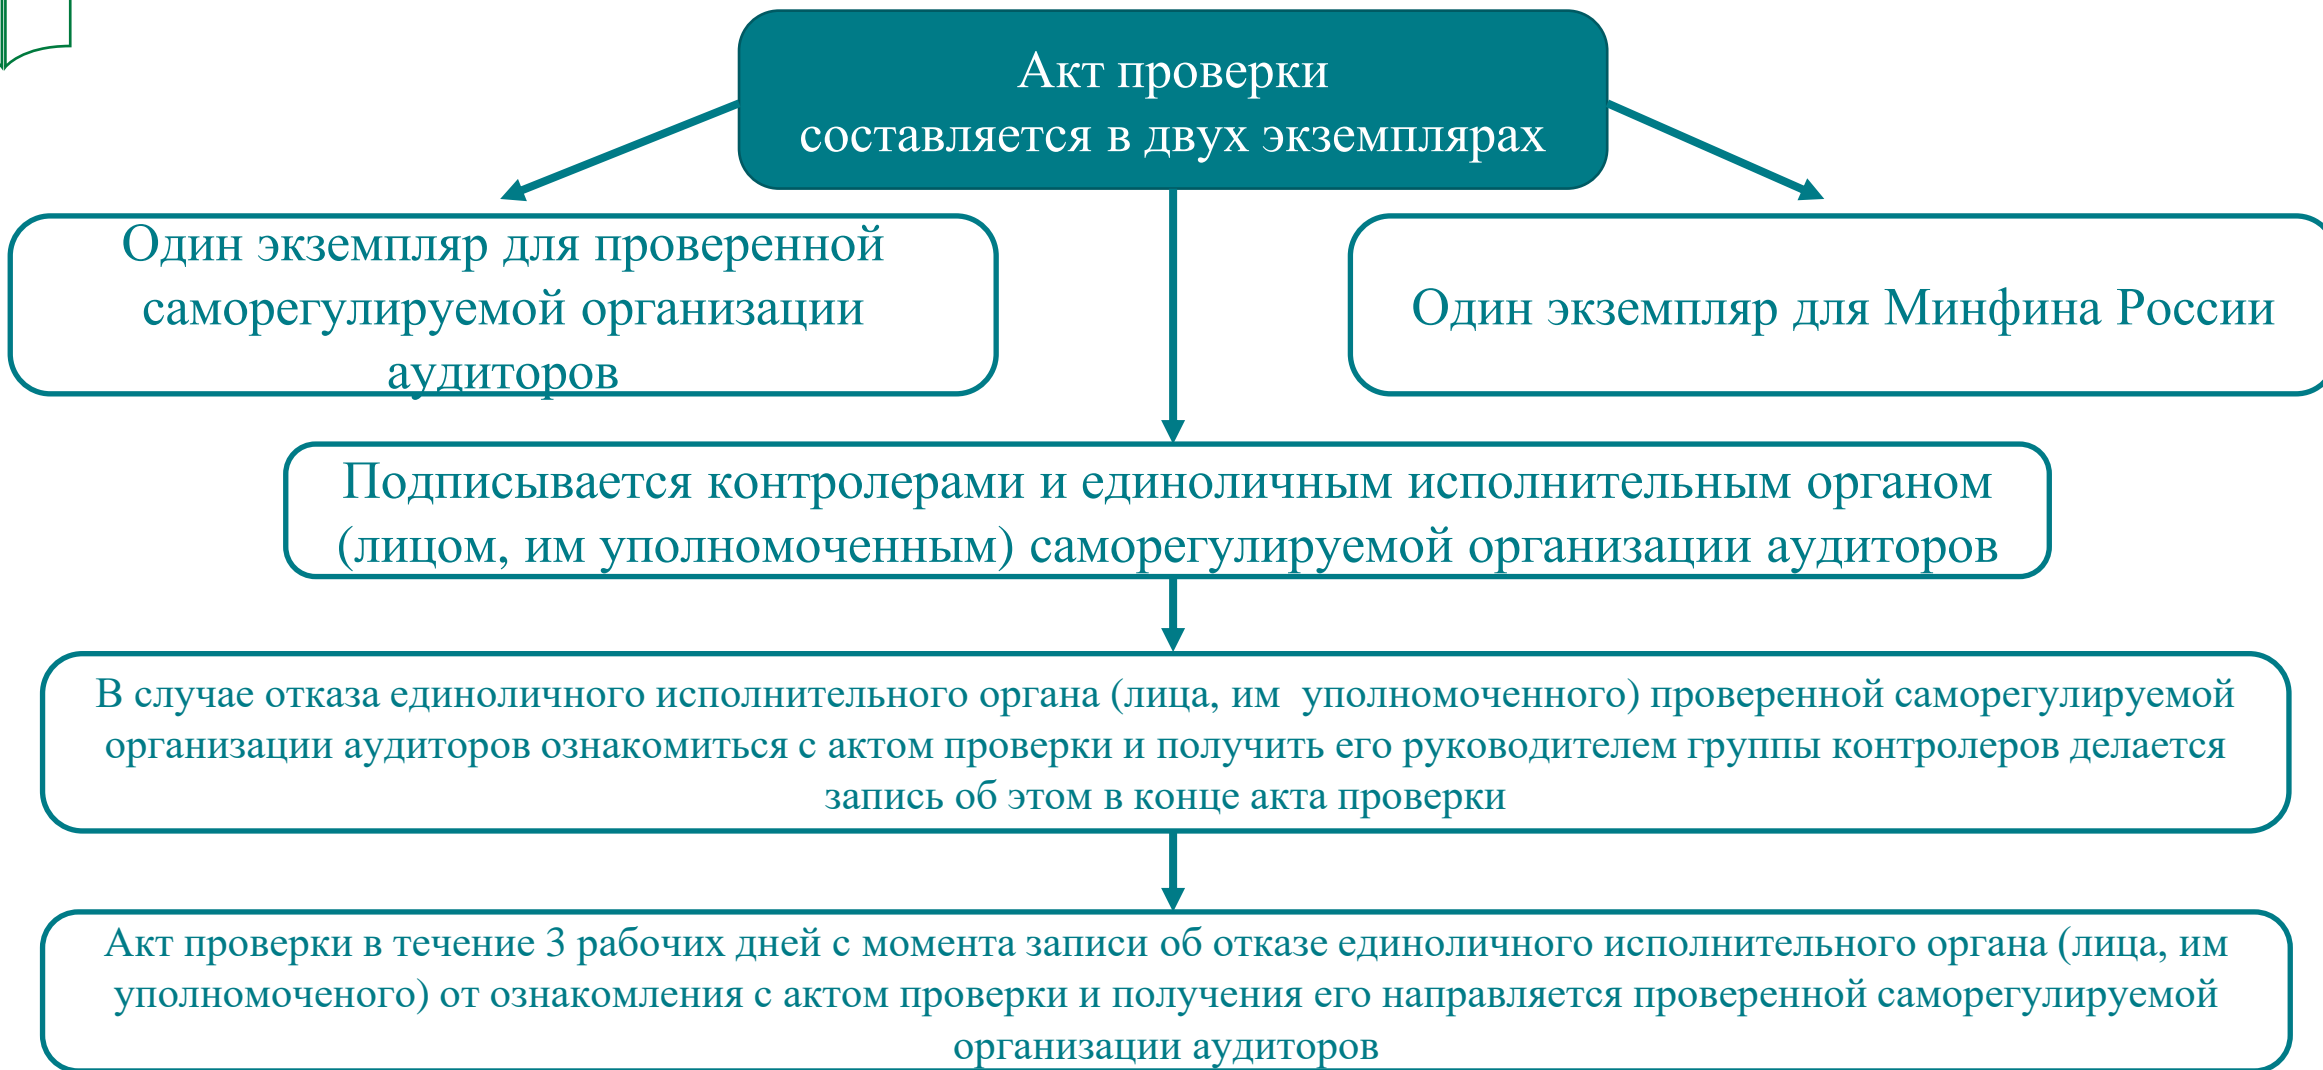 Акт проверки
составляется в двух экземплярах
Один экземпляр для проверенной
саморегулируемой организации
аудиторов
Один экземпляр для Минфина России
Подписывается контролерами и единоличным исполнительным органом
(лицом, им уполномоченным) саморегулируемой организации аудиторов
В случае отказа единоличного исполнительного органа (лица, им уполномоченного) проверенной саморегулируемой
организации аудиторов ознакомиться с актом проверки и получить его руководителем группы контролеров делается
запись об этом в конце акта проверки
Акт проверки в течение 3 рабочих дней с момента записи об отказе единоличного исполнительного органа (лица, им
уполномоченого) от ознакомления с актом проверки и получения его направляется проверенной саморегулируемой
организации аудиторов